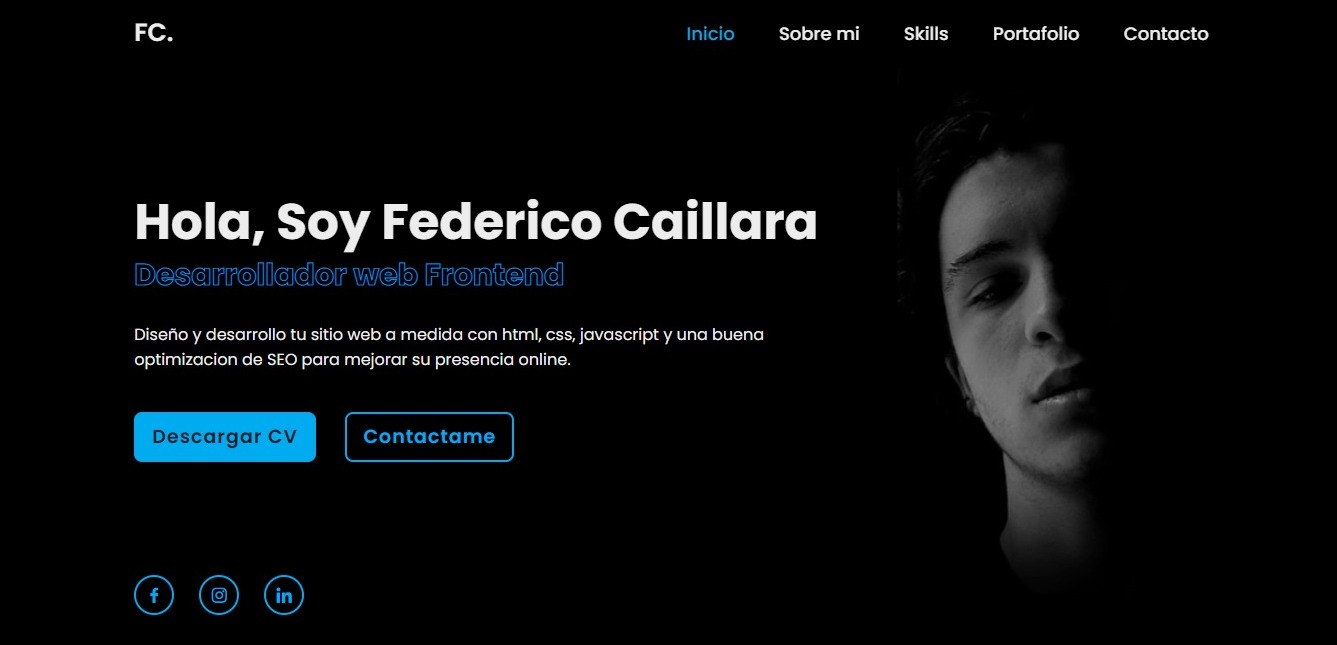 FC.
Inicio Sobre mi Skills Portafolio Contacto
Hola, Soy Federico Caillara
Desarrollador web Frontend
Diseño y desarrollo tu sitio web a medida con html, css, javascript y una buena
optimizacion de SEO para mejorar su presencia online.
Descargar CV Contactame